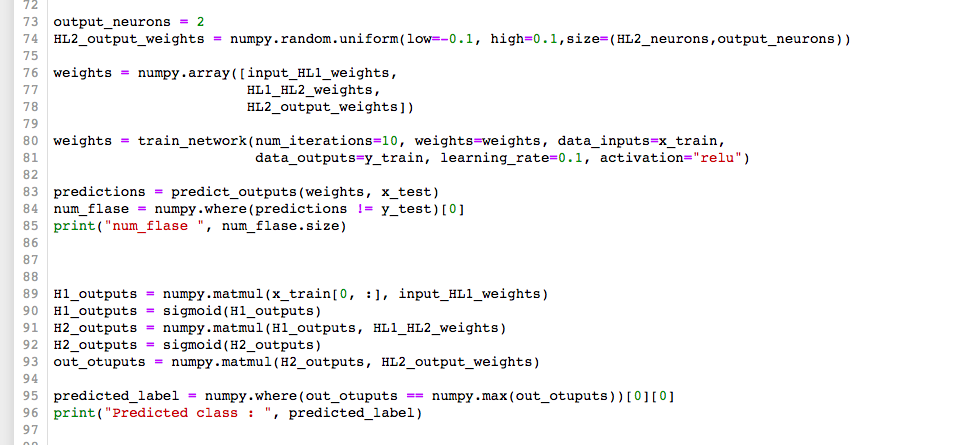 72
73 output_neurons = 2
74 HL2_output_weights = numpy.random.uniform(low=-0.1, high=0.1,size=(HL2_neurons,output_neurons))
75
76 weights = numpy.array([input_HL1_weights,
77                        HL1_HL2_weights,
78                        HL2_output_weights])
79
80 weights = train_network(num_iterations=10, weights=weights, data_inputs=x_train,
81                         data_outputs=y_train, learning_rate=0.1, activation="relu")
82
83 predictions = predict_outputs(weights, x_test)
84 num_flase = numpy.where(predictions != y_test)[0]
85 print("num_flase ", num_flase.size)
86
87
88
89 H1_outputs = numpy.matmul(x_train[0, :], input_HL1_weights)
90 H1_outputs = sigmoid(H1_outputs)
91 H2_outputs = numpy.matmul(H1_outputs, HL1_HL2_weights)
92 H2_outputs = sigmoid(H2_outputs)
93 out_otuputs = numpy.matmul(H2_outputs, HL2_output_weights)
94
95 predicted_label = numpy.where(out_otuputs == numpy.max(out_otuputs))[0][0]
96 print("Predicted class : ", predicted_label)
97
98